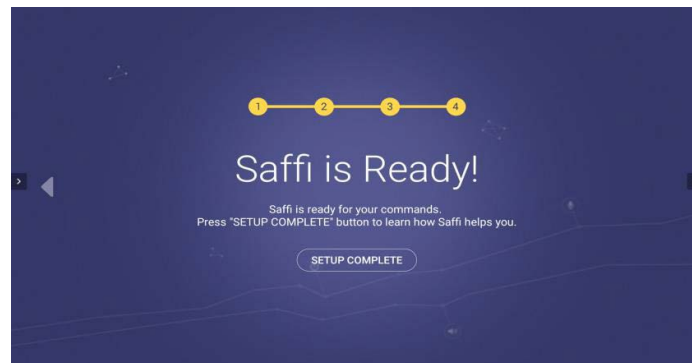 1 2 3 4
Saffi is Ready!
Saffi is ready for your commands.
Press "SETUP COMPLETE" button to learn how Saffi helps you.
SETUP COMPLETE